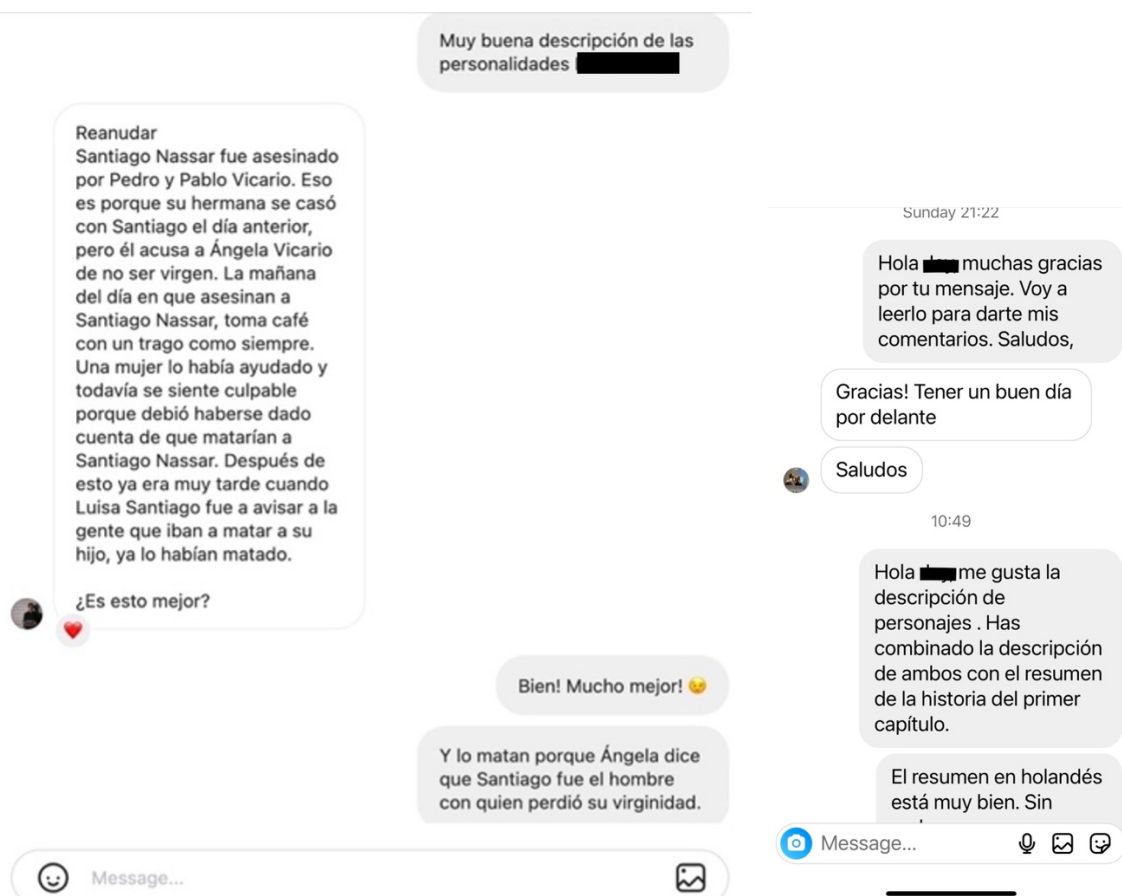 Muy buena descripción de las
personalidades
Reanudar
Santiago Nassar fue asesinado
por Pedro y Pablo Vicario. Eso
es porque su hermana se casó
con Santiago el día anterior,
pero él acusa a Ángela Vicario
de no ser virgen. La mañana
del día en que asesinan a
Santiago Nassar, toma café
con un trago como siempre.
Una mujer lo había ayudado y
todavía se siente culpable
porque debió haberse dado
cuenta de que matarían a
Santiago Nassar. Después de
esto ya era muy tarde cuando
Luisa Santiago fue a avisar a la
gente que iban a matar a su
hijo, ya lo habían matado.
¿Es esto mejor?
Bien! Mucho mejor! 😉
Y lo matan porque Ángela dice
que Santiago fue el hombre
con quien perdió su virginidad.
Message...
Sunday 21:22
Hola muchas gracias
por tu mensaje. Voy a
leerlo para darte mis
comentarios. Saludos,
Gracias! Tener un buen día
por delante
Saludos
10:49
Hola me gusta la
descripción de
personajes . Has
combinado la descripción
de ambos con el resumen
de la historia del primer
capítulo.
El resumen en holandés
está muy bien. Sin
Message...